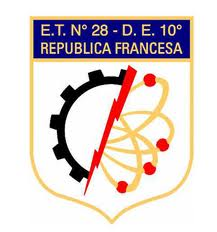 E.T. N° 28 - D. E. 10°
REPUBLICA FRANCESA